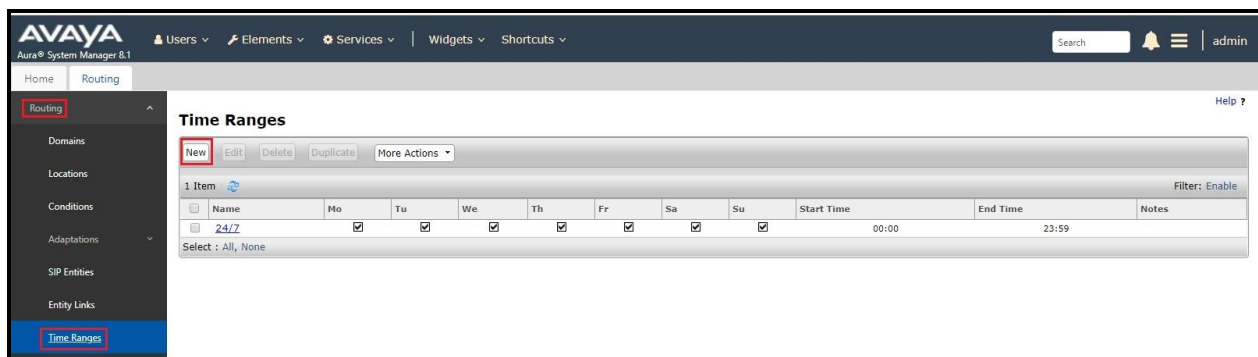 AVAYA
Aura® System Manager 8.1
Users Elements Services | Widgets Shortcuts Search admin
Home Routing
Routing
Help ?
Domains
Locations
Conditions
Adaptations
SIP Entities
Entity Links
Time Ranges
Time Ranges
New Edit Delete Duplicate More Actions
1 Item Filter: Enable
Name Mo Tu We Th Fr Sa Su Start Time End Time Notes
24/7 00:00 23:59
Select : All, None